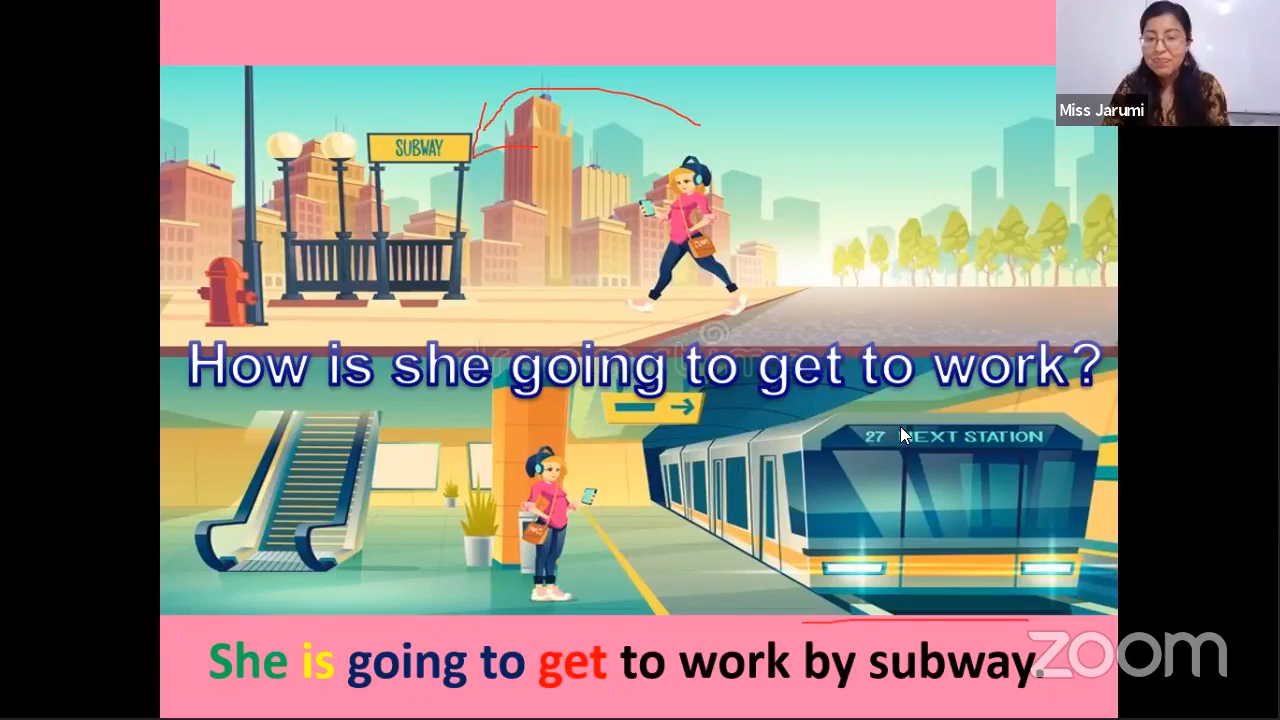 Miss Jarumi
SUBWAY
How is she going to get to work?
27 NEXT STATION
She is going to get to work by subway.
zoom